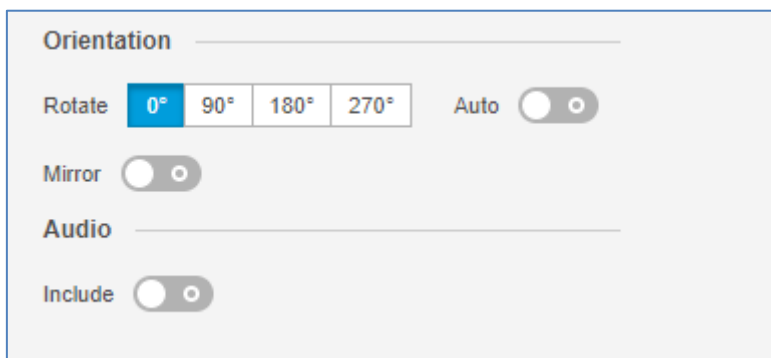 Orientation
Rotate 0° 90° 180° 270° Auto
Mirror
Audio
Include